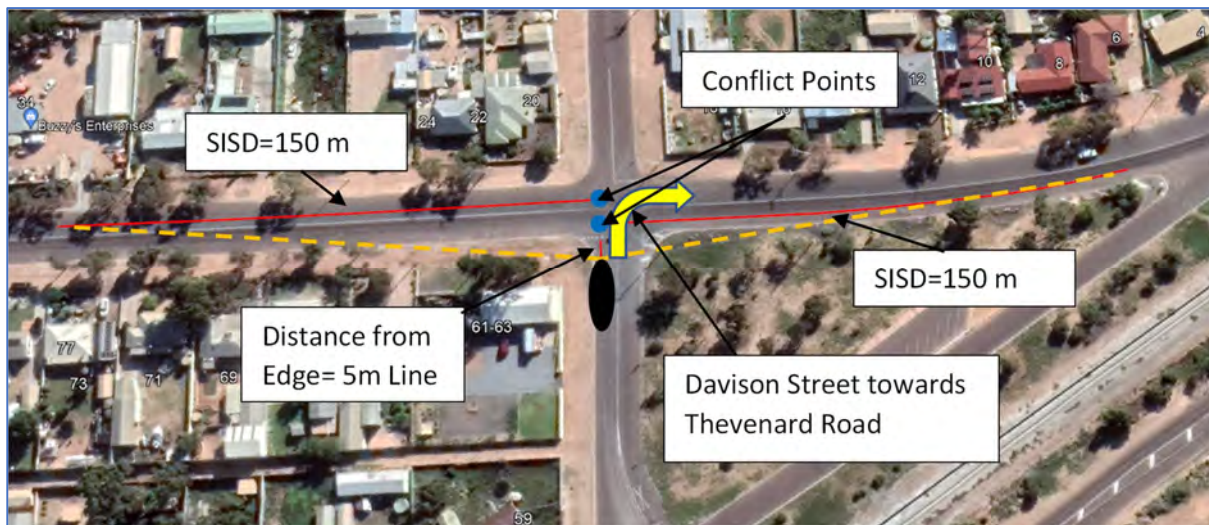 Conflict Points
6
4
8
10
12
20
22
24
34
Buzzy's Enterprises
SISD=150 m
SISD=150 m
Distance from
Edge= 5m Line
61-63
Davison Street towards
Thevenard Road
77
73
71
69
59